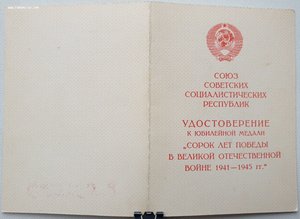 СОЮЗ
СОВЕТСКИХ
СОЦИАЛИСТИЧЕСКИХ
РЕСПУБЛИК
УДОСТОВЕРЕНИЕ
К ЮБИЛЕЙНОЙ МЕДАЛИ
„СОРОК ЛЕТ ПОБЕДЫ
В ВЕЛИКОЙ ОТЕЧЕСТВЕННОЙ
ВОЙНЕ 1941—1945 гг."